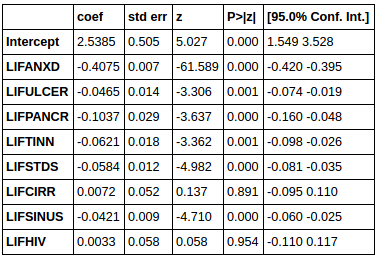 coef std err z P>|z| [95.0% Conf. Int.]
Intercept 2.5385 0.505 5.027 0.000 1.549 3.528
LIFANXD -0.4075 0.007 -61.589 0.000 -0.420 -0.395
LIFULCER -0.0465 0.014 -3.306 0.001 -0.074 -0.019
LIFPANCR -0.1037 0.029 -3.637 0.000 -0.160 -0.048
LIFTINN -0.0621 0.018 -3.362 0.001 -0.098 -0.026
LIFSTDS -0.0584 0.012 -4.982 0.000 -0.081 -0.035
LIFCIRR 0.0072 0.052 0.137 0.891 -0.095 0.110
LIFSINUS -0.0421 0.009 -4.710 0.000 -0.060 -0.025
LIFHIV 0.0033 0.058 0.058 0.954 -0.110 0.117